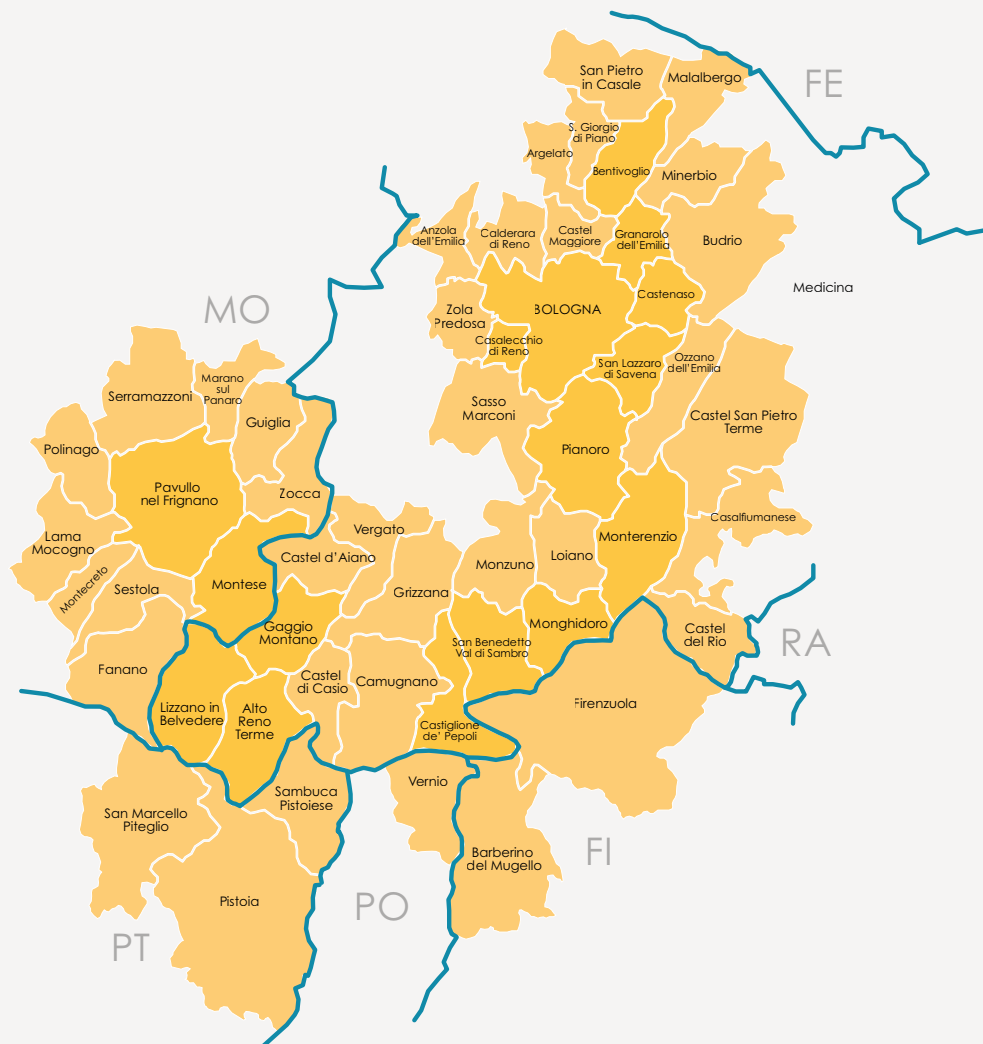 FE
San Pietro
in Casale
Malalbergo
S. Giorgio
di Piano
Argelato
Bentivoglio
Minerbio
Anzola
dell'Emilia
Calderara
di Reno
Castel
Maggiore
Granarolo
dell'Emilia
Budrio
Medicina
MO
Zola
Predosa
BOLOGNA
Castenaso
Casalecchio
di Reno
San Lazzaro
di Savena
Ozzano
dell'Emilia
Serramazzoni
Marano
sul
Panaro
Guiglia
Sasso
Marconi
Castel San Pietro
Terme
Polinago
Pianoro
Pavullo
nel Frignano
Zocca
Vergato
Casalfiumanese
Lama
Mocogno
Castel d'Aiano
Monzuno
Loiano
Monterenzio
Montecreto
Sestola
Montese
Grizzana
Gaggio
Montano
San Benedetto
Val di Sambro
Monghidoro
Castel
del Rio
RA
Fanano
Castel
di Casio
Camugnano
Lizzano in
Belvedere
Alto
Reno
Terme
Castiglione
de' Pepoli
Firenzuola
Sambuca
Pistoiese
Vernio
San Marcello
Piteglio
Barberino
del Mugello
FI
Pistoia
PO
PT